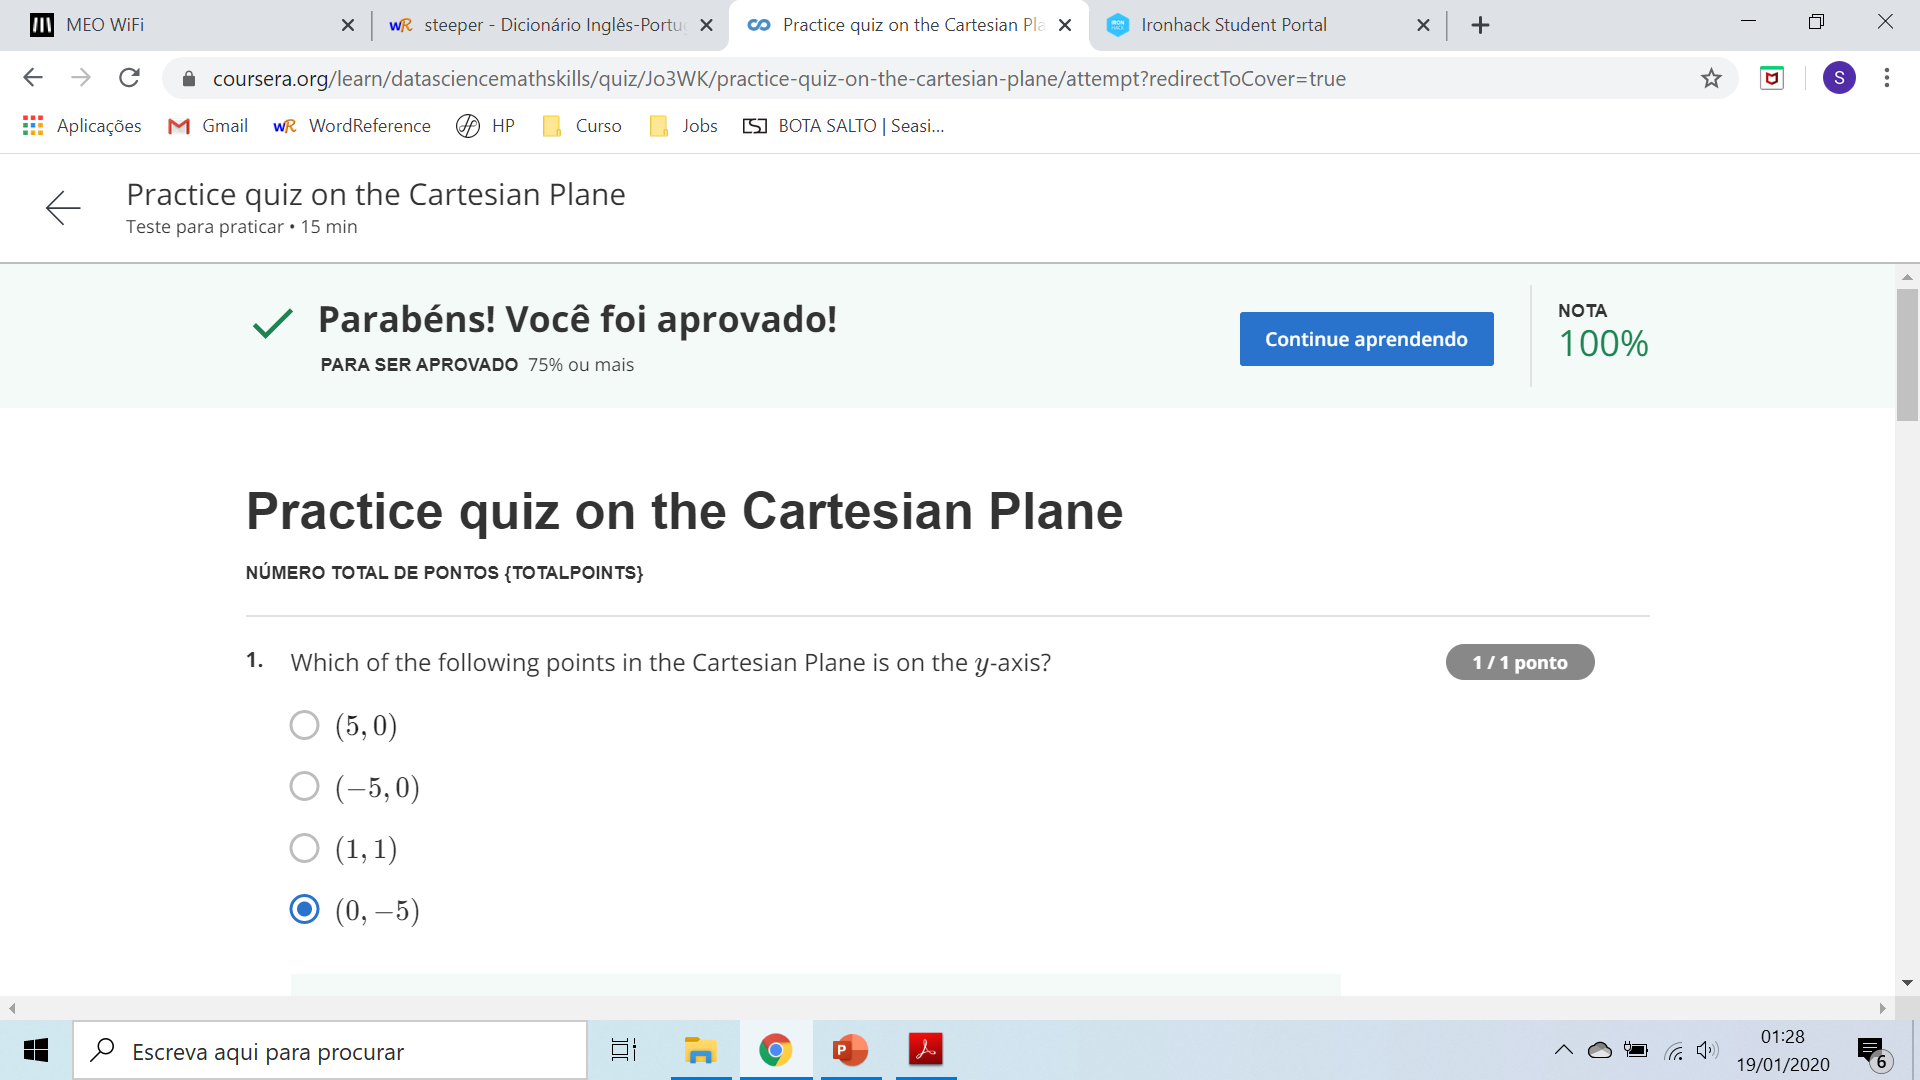 MEO WiFi
steeper - Dicionário Inglês-Portu
Practice quiz on the Cartesian Pla
Ironhack Student Portal
coursera.org/learn/datasciencemathskills/quiz/Jo3WK/practice-quiz-on-the-cartesian-plane/attempt?redirectToCover=true
S
Aplicações Gmail WordReference HP Curso Jobs BOTA SALTO | Seasi...
Practice quiz on the Cartesian Plane
Teste para praticar • 15 min
Parabéns! Você foi aprovado!
PARA SER APROVADO 75% ou mais
Continue aprendendo
NOTA
100%
Practice quiz on the Cartesian Plane
NÚMERO TOTAL DE PONTOS {TOTALPOINTS}
1. Which of the following points in the Cartesian Plane is on the y-axis?
1 / 1 ponto
(5, 0)
(−5, 0)
(1, 1)
(0, −5)
Escreva aqui para procurar
01:28
19/01/2020
6